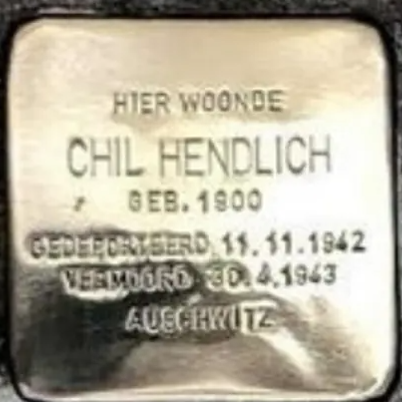 HIER WOONDE
CHIL HENDLICH
GEB. 1900
GEDEPORTEERD 11.11.1942
VERMOORD 30.4.1943
AUSCHWITZ